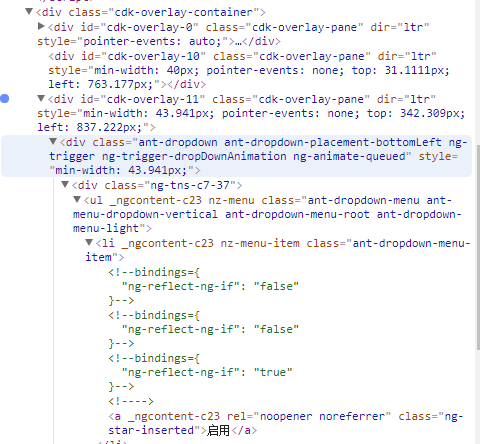 ▼<div class="cdk-overlay-container">
▶<div id="cdk-overlay-0" class="cdk-overlay-pane" dir="ltr"
style="pointer-events: auto;">…</div>
<div id="cdk-overlay-10" class="cdk-overlay-pane" dir="ltr"
style="min-width: 40px; pointer-events: none; top: 31.1111px;
left: 763.177px;"></div>
▼<div id="cdk-overlay-11" class="cdk-overlay-pane" dir="ltr"
style="min-width: 43.941px; pointer-events: none; top: 342.309px;
left: 837.222px;">
▼<div class="ant-dropdown ant-dropdown-placement-bottomLeft ng-
trigger ng-trigger-dropDownAnimation ng-animate-queued" style=
"min-width: 43.941px;">
▼<div class="ng-tns-c7-37">
▼<ul _ngcontent-c23 nz-menu class="ant-dropdown-menu ant-
menu-dropdown-vertical ant-dropdown-menu-root ant-dropdown-
menu-light">
▼<li _ngcontent-c23 nz-menu-item class="ant-dropdown-menu-
item">
<!--bindings={
"ng-reflect-ng-if": "false"
}-->
<!--bindings={
"ng-reflect-ng-if": "false"
}-->
<!--bindings={
"ng-reflect-ng-if": "true"
}-->
<!---->
<a _ngcontent-c23 rel="noopener noreferrer" class="ng-
star-inserted">启用</a>
</li>